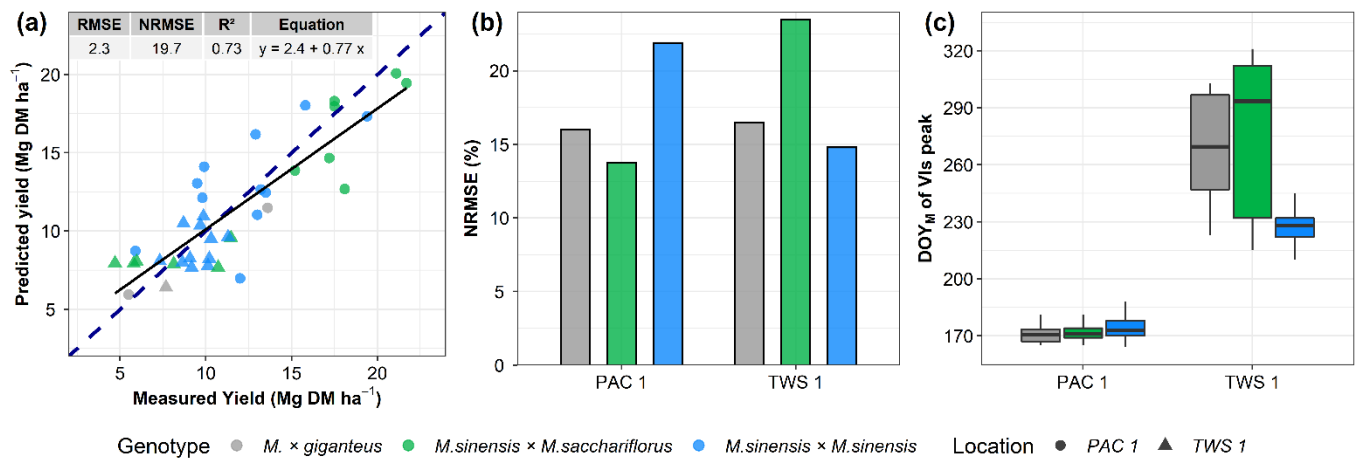 (a)
RMSE NRMSE R² Equation
2.3 19.7 0.73 y = 2.4 + 0.77 x
Predicted yield (Mg DM ha⁻¹)
20
15
10
5
5 10 15 20
Measured Yield (Mg DM ha⁻¹)
(b)
NRMSE (%)
20
15
10
5
0
PAC 1 TWS 1
(c)
DOY_M of VIs peak
320
290
260
230
200
170
PAC 1 TWS 1
Genotype M. × giganteus M.sinensis × M.sacchariflorus M.sinensis × M.sinensis Location PAC 1 TWS 1